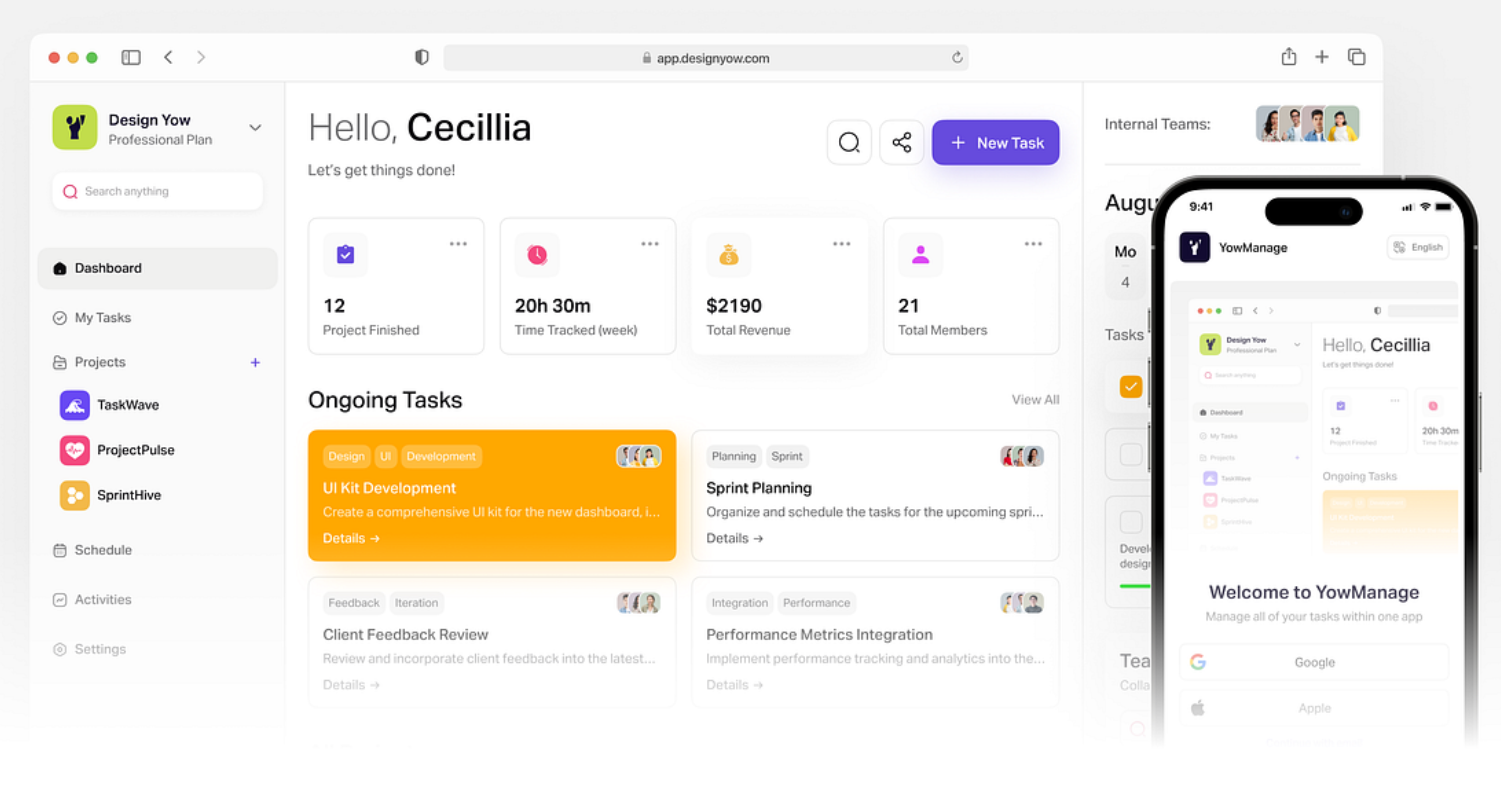 app.designyow.com
Design Yow
Professional Plan
Search anything
Dashboard
My Tasks
Projects
+
TaskWave
ProjectPulse
SprintHive
Schedule
Activities
Settings
Hello, Cecillia
Let's get things done!
+ New Task
12
Project Finished
20h 30m
Time Tracked (week)
$2190
Total Revenue
21
Total Members
Ongoing Tasks
View All
Design UI Development
UI Kit Development
Create a comprehensive UI kit for the new dashboard, i...
Details →
Planning Sprint
Sprint Planning
Organize and schedule the tasks for the upcoming spri...
Details →
Feedback Iteration
Client Feedback Review
Review and incorporate client feedback into the latest...
Details →
Integration Performance
Performance Metrics Integration
Implement performance tracking and analytics into the...
Details →
Internal Teams:
Augu
Mo
4
Tasks
Devel
design
Tea
Colla
9:41
YowManage
English
Design Yow
Professional Plan
Search anything
Dashboard
My Tasks
Projects
TaskWave
ProjectPulse
SprintHive
Hello, Cecillia
Let's get things done!
12
Project Finished
20h 30m
Time Tracke
Ongoing Tasks
Welcome to YowManage
Manage all of your tasks within one app
Google
Apple